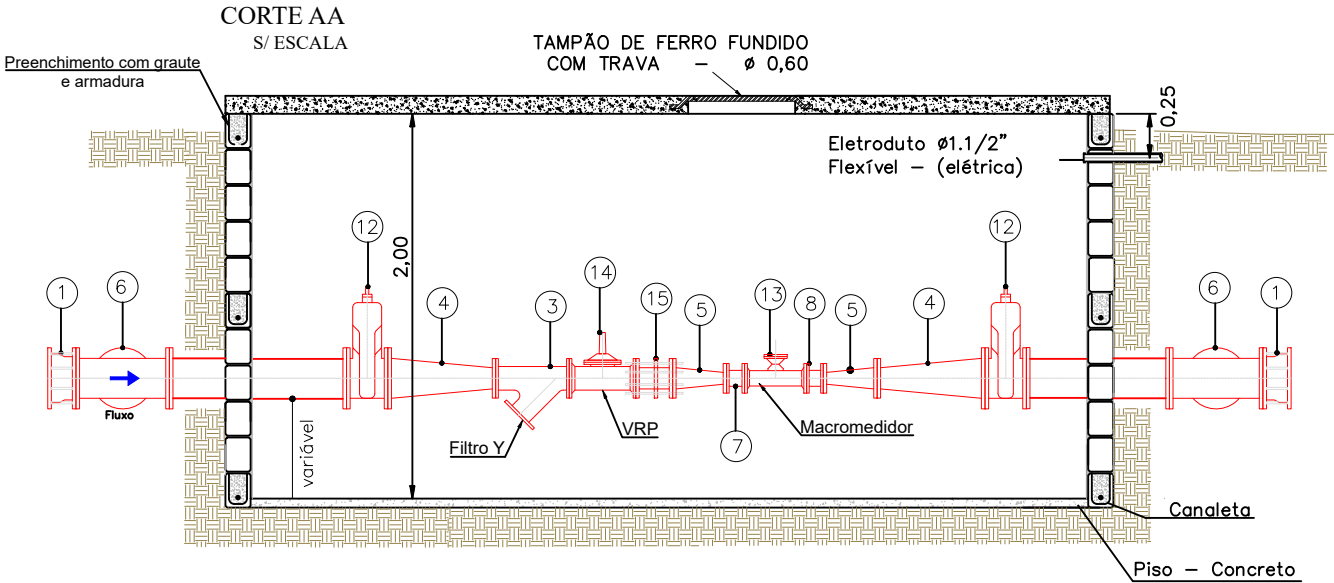 CORTE AA
S/ ESCALA
Preenchimento com graute
e armadura
TAMPÃO DE FERRO FUNDIDO
COM TRAVA – ø 0,60
0,25
Eletroduto ø1.1/2"
Flexível – (elétrica)
2,00
12
12
1
6
4
3
14
15
5
13
8
5
4
6
1
Fluxo
variável
Filtro Y
VRP
7
Macromedidor
Canaleta
Piso – Concreto